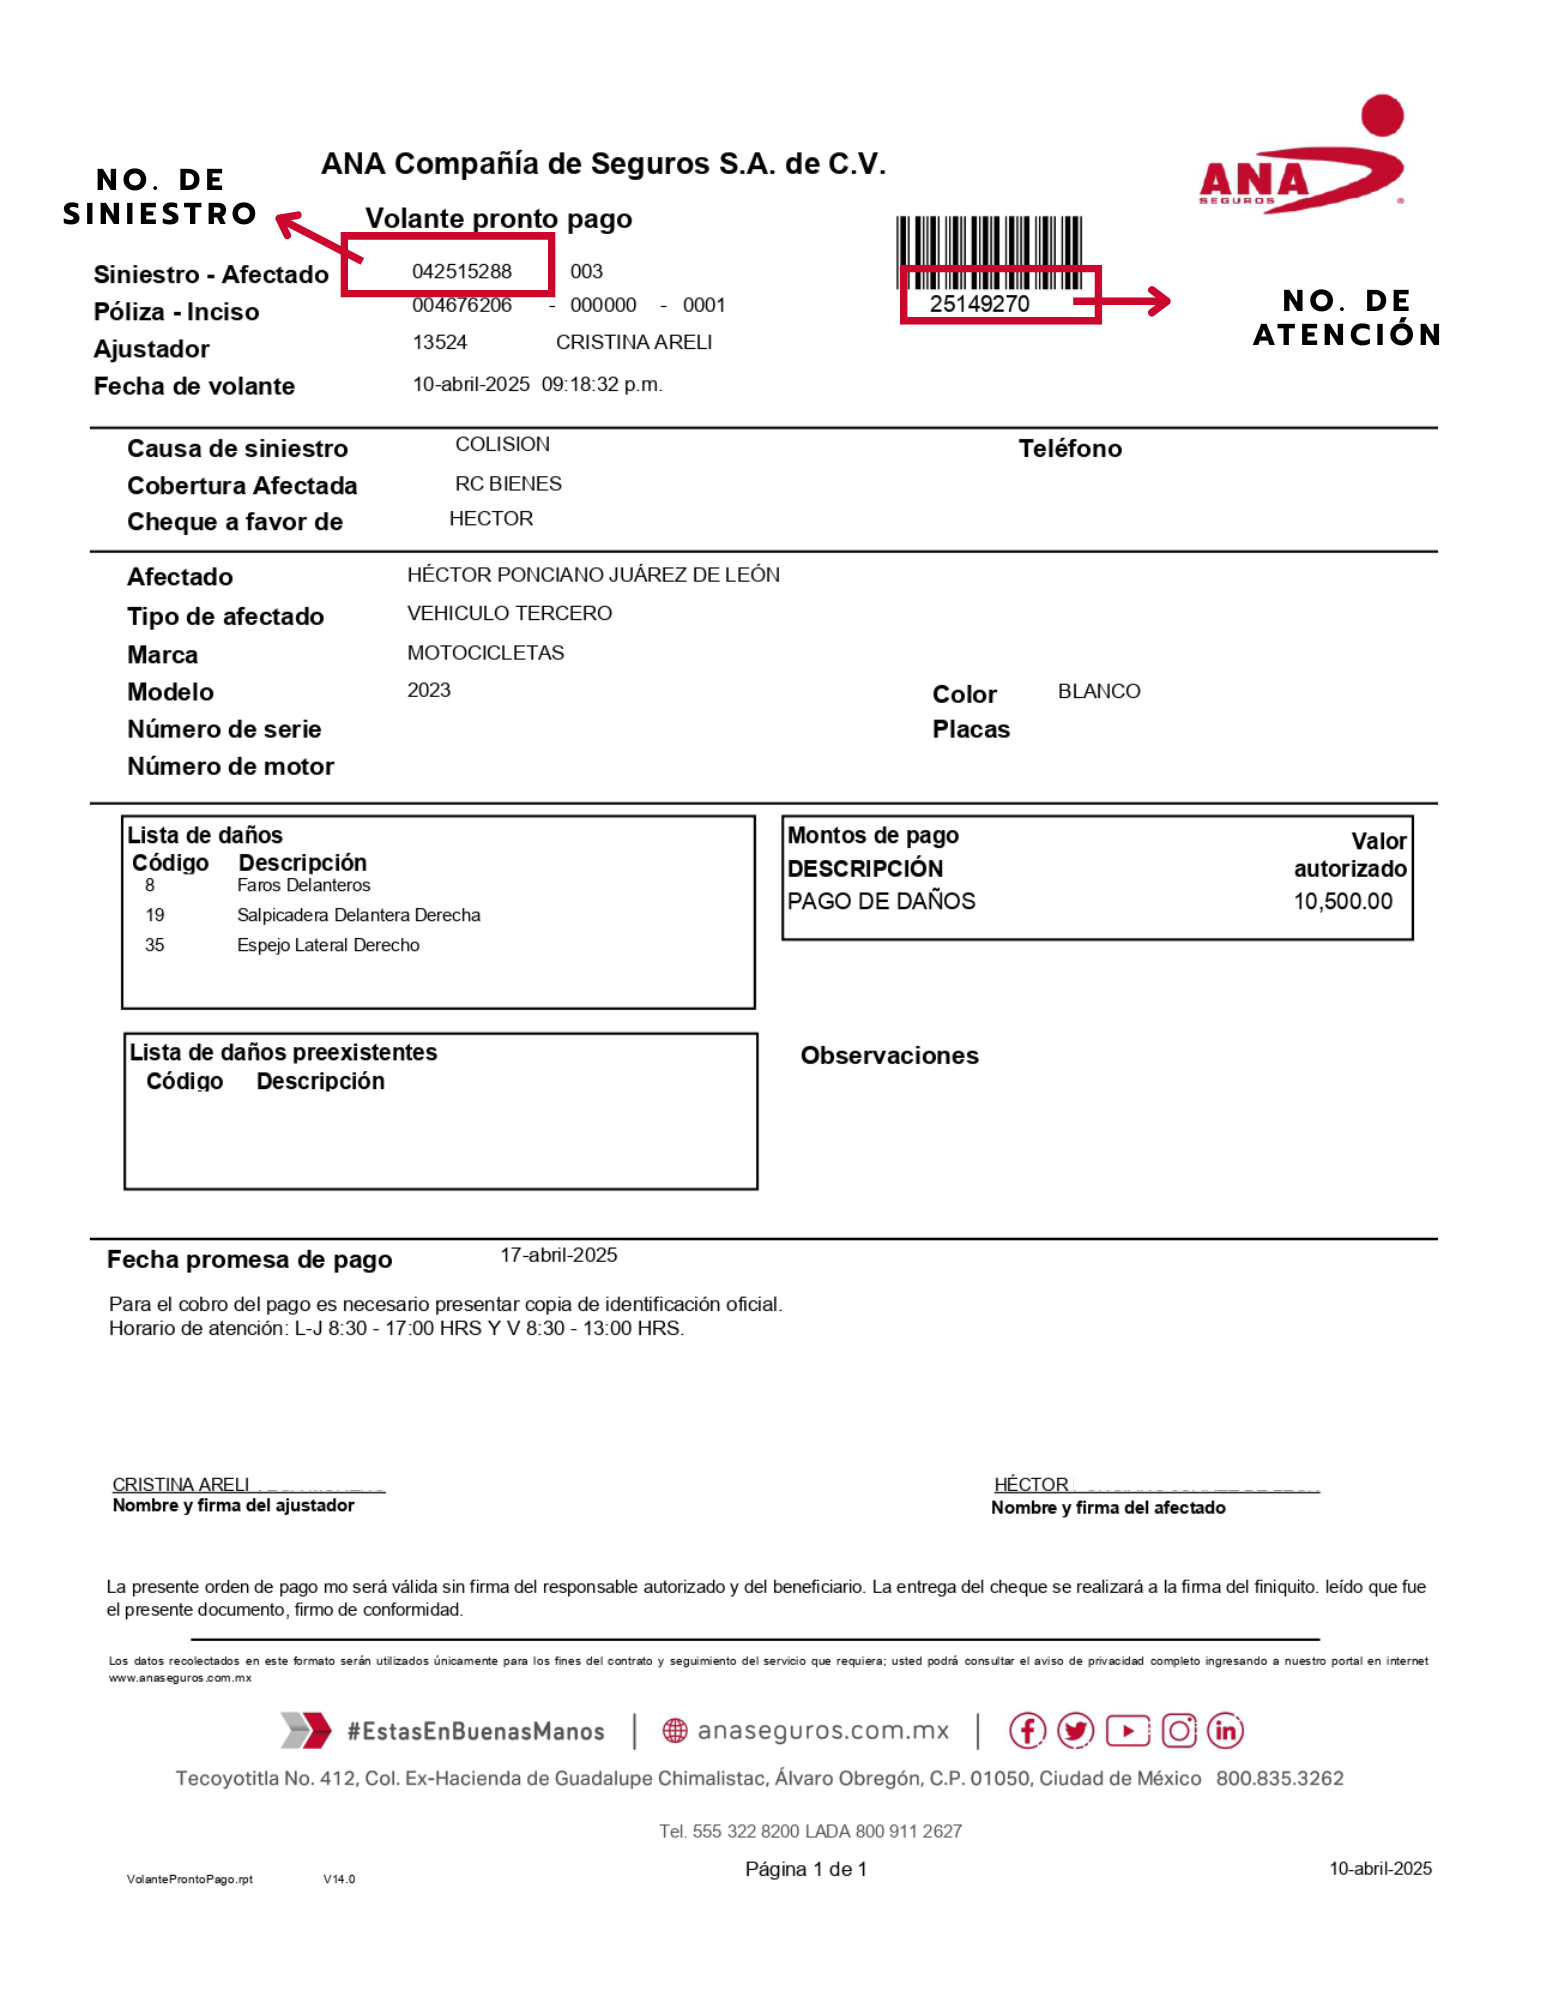 ANA Compañía de Seguros S.A. de C.V.
ANA
SEGUROS
NO. DE
SINIESTRO
Volante pronto pago
Siniestro - Afectado 042515288 003
Póliza - Inciso 004676206 - 000000 - 0001
25149270
NO. DE
ATENCIÓN
Ajustador 13524 CRISTINA ARELI
Fecha de volante 10-abril-2025 09:18:32 p.m.
Causa de siniestro COLISION Teléfono
Cobertura Afectada RC BIENES
Cheque a favor de HECTOR
Afectado HÉCTOR PONCIANO JUÁREZ DE LEÓN
Tipo de afectado VEHICULO TERCERO
Marca MOTOCICLETAS
Modelo 2023 Color BLANCO
Número de serie Placas
Número de motor
Lista de daños
Código Descripción
8 Faros Delanteros
19 Salpicadera Delantera Derecha
35 Espejo Lateral Derecho
Montos de pago Valor
DESCRIPCIÓN autorizado
PAGO DE DAÑOS 10,500.00
Lista de daños preexistentes
Código Descripción
Observaciones
Fecha promesa de pago 17-abril-2025
Para el cobro del pago es necesario presentar copia de identificación oficial.
Horario de atención: L-J 8:30 - 17:00 HRS Y V 8:30 - 13:00 HRS.
CRISTINA ARELI
Nombre y firma del ajustador
HÉCTOR
Nombre y firma del afectado
La presente orden de pago mo será válida sin firma del responsable autorizado y del beneficiario. La entrega del cheque se realizará a la firma del finiquito. leído que fue
el presente documento, firmo de conformidad.
Los datos recolectados en este formato serán utilizados únicamente para los fines del contrato y seguimiento del servicio que requiera; usted podrá consultar el aviso de privacidad completo ingresando a nuestro portal en internet
www.anaseguros.com.mx
#EstasEnBuenasManos | anaseguros.com.mx |
Tecoyotitla No. 412, Col. Ex-Hacienda de Guadalupe Chimalistac, Álvaro Obregón, C.P. 01050, Ciudad de México 800.835.3262
Tel. 555 322 8200 LADA 800 911 2627
VolanteProntoPago.rpt V14.0 Página 1 de 1 10-abril-2025